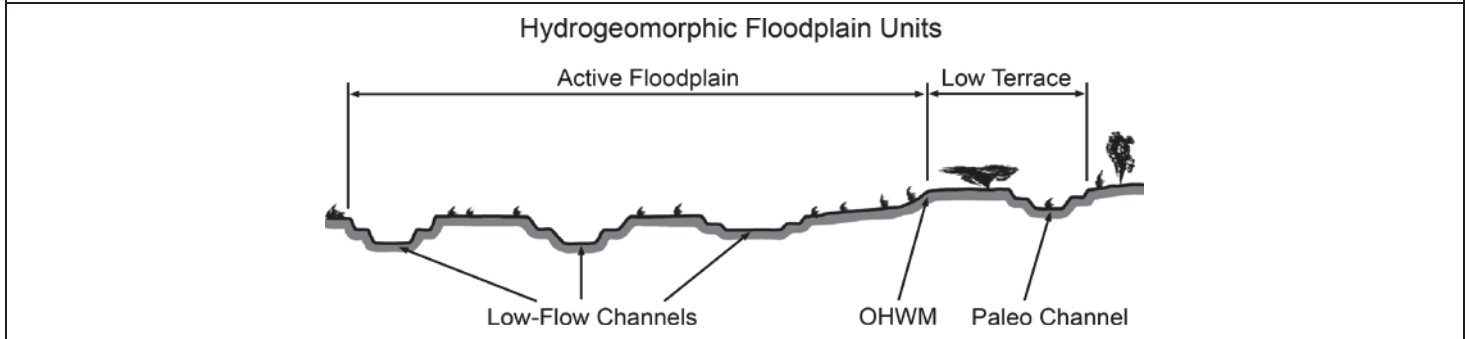 Hydrogeomorphic Floodplain Units
Active Floodplain
Low Terrace
Low-Flow Channels
OHWM
Paleo Channel